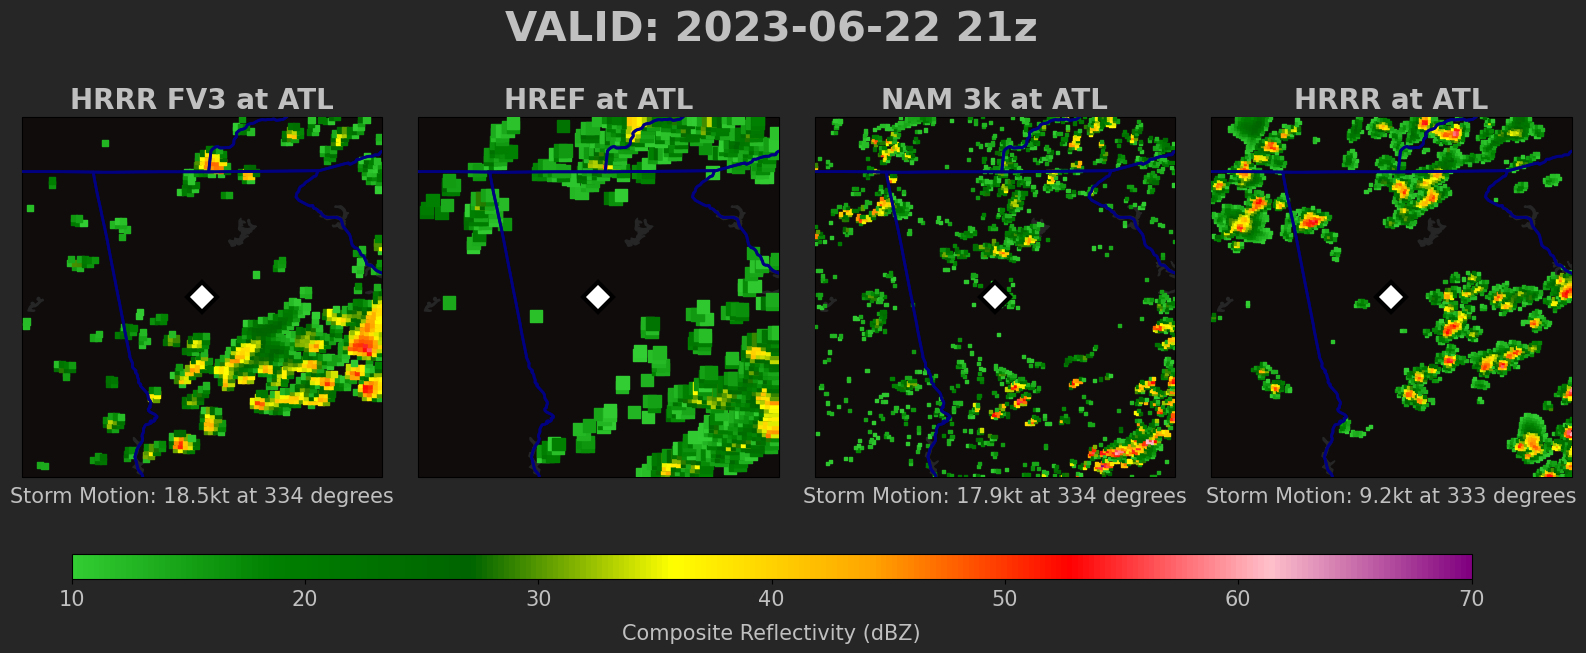 VALID: 2023-06-22 21z
HRRR FV3 at ATL
HREF at ATL
NAM 3k at ATL
HRRR at ATL
Storm Motion: 18.5kt at 334 degrees
Storm Motion: 17.9kt at 334 degrees
Storm Motion: 9.2kt at 333 degrees
10 20 30 40 50 60 70
Composite Reflectivity (dBZ)